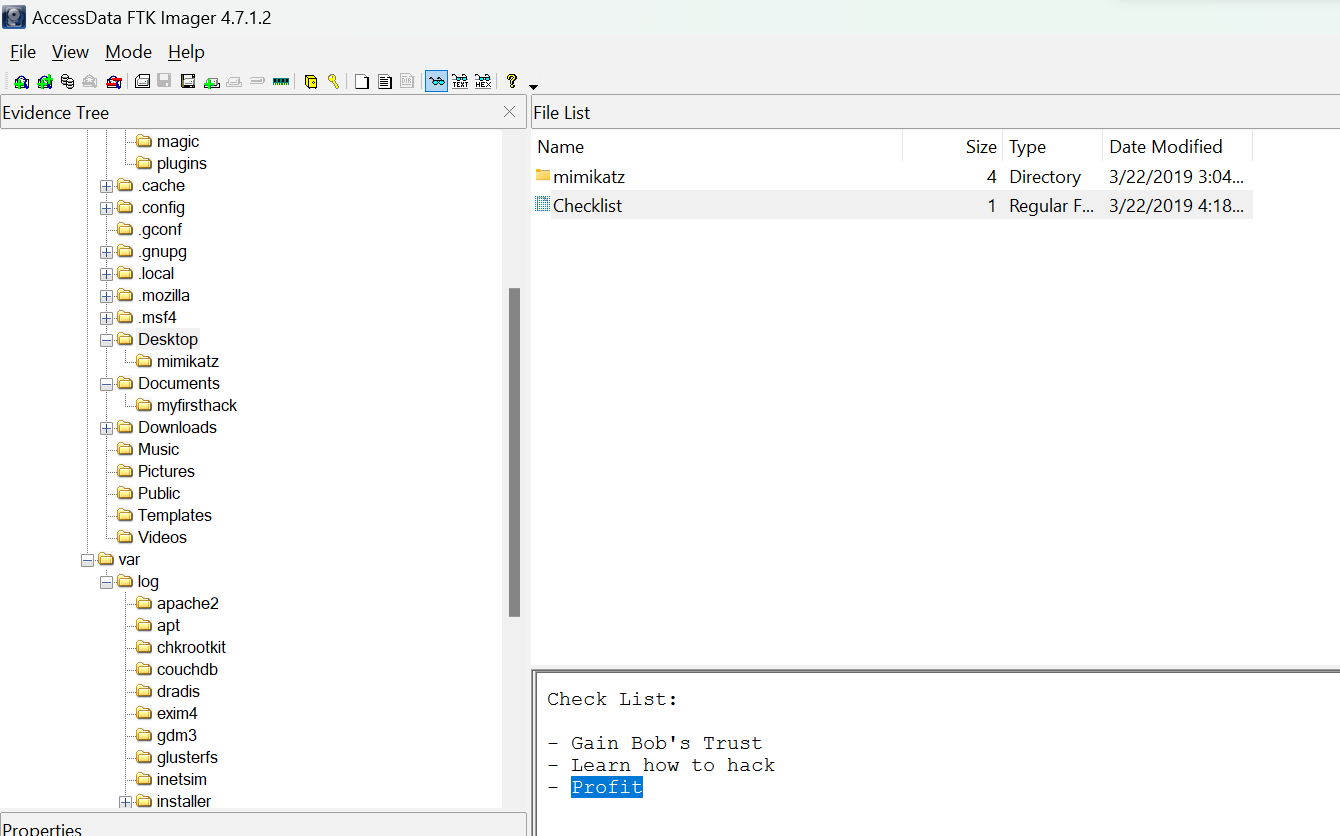 AccessData FTK Imager 4.7.1.2
File View Mode Help
TEXT HEX
Evidence Tree
magic
plugins
.cache
.config
.gconf
.gnupg
.local
.mozilla
.msf4
Desktop
mimikatz
Documents
myfirsthack
Downloads
Music
Pictures
Public
Templates
Videos
var
log
apache2
apt
chkrootkit
couchdb
dradis
exim4
gdm3
glusterfs
inetsim
installer
Properties
File List
Name Size Type Date Modified
mimikatz 4 Directory 3/22/2019 3:04...
Checklist 1 Regular F... 3/22/2019 4:18...
Check List:
- Gain Bob's Trust
- Learn how to hack
- Profit